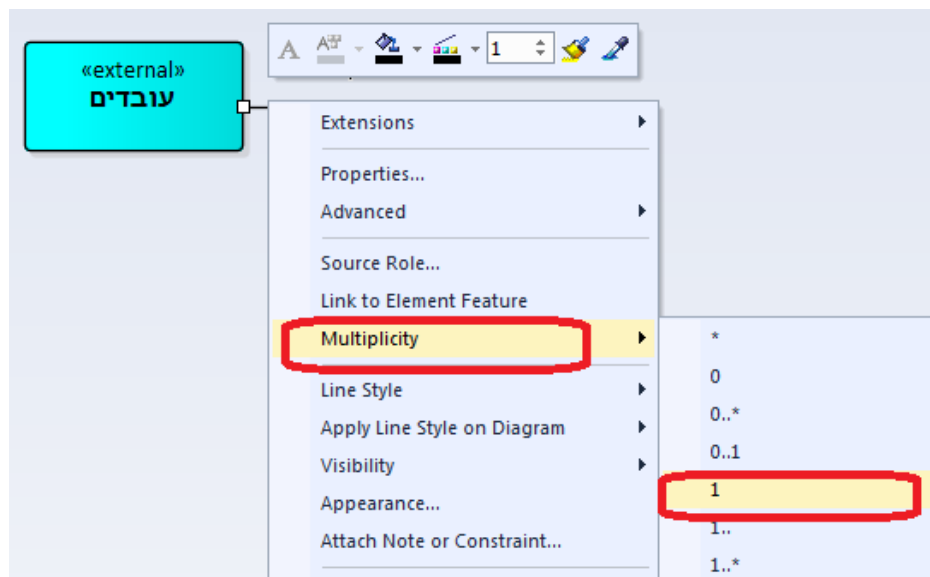 1
«external»
עובדים
Extensions
Properties...
Advanced
Source Role...
Link to Element Feature
Multiplicity
Line Style
Apply Line Style on Diagram
Visibility
Appearance...
Attach Note or Constraint...
*
0
0..*
0..1
1
1..
1..*